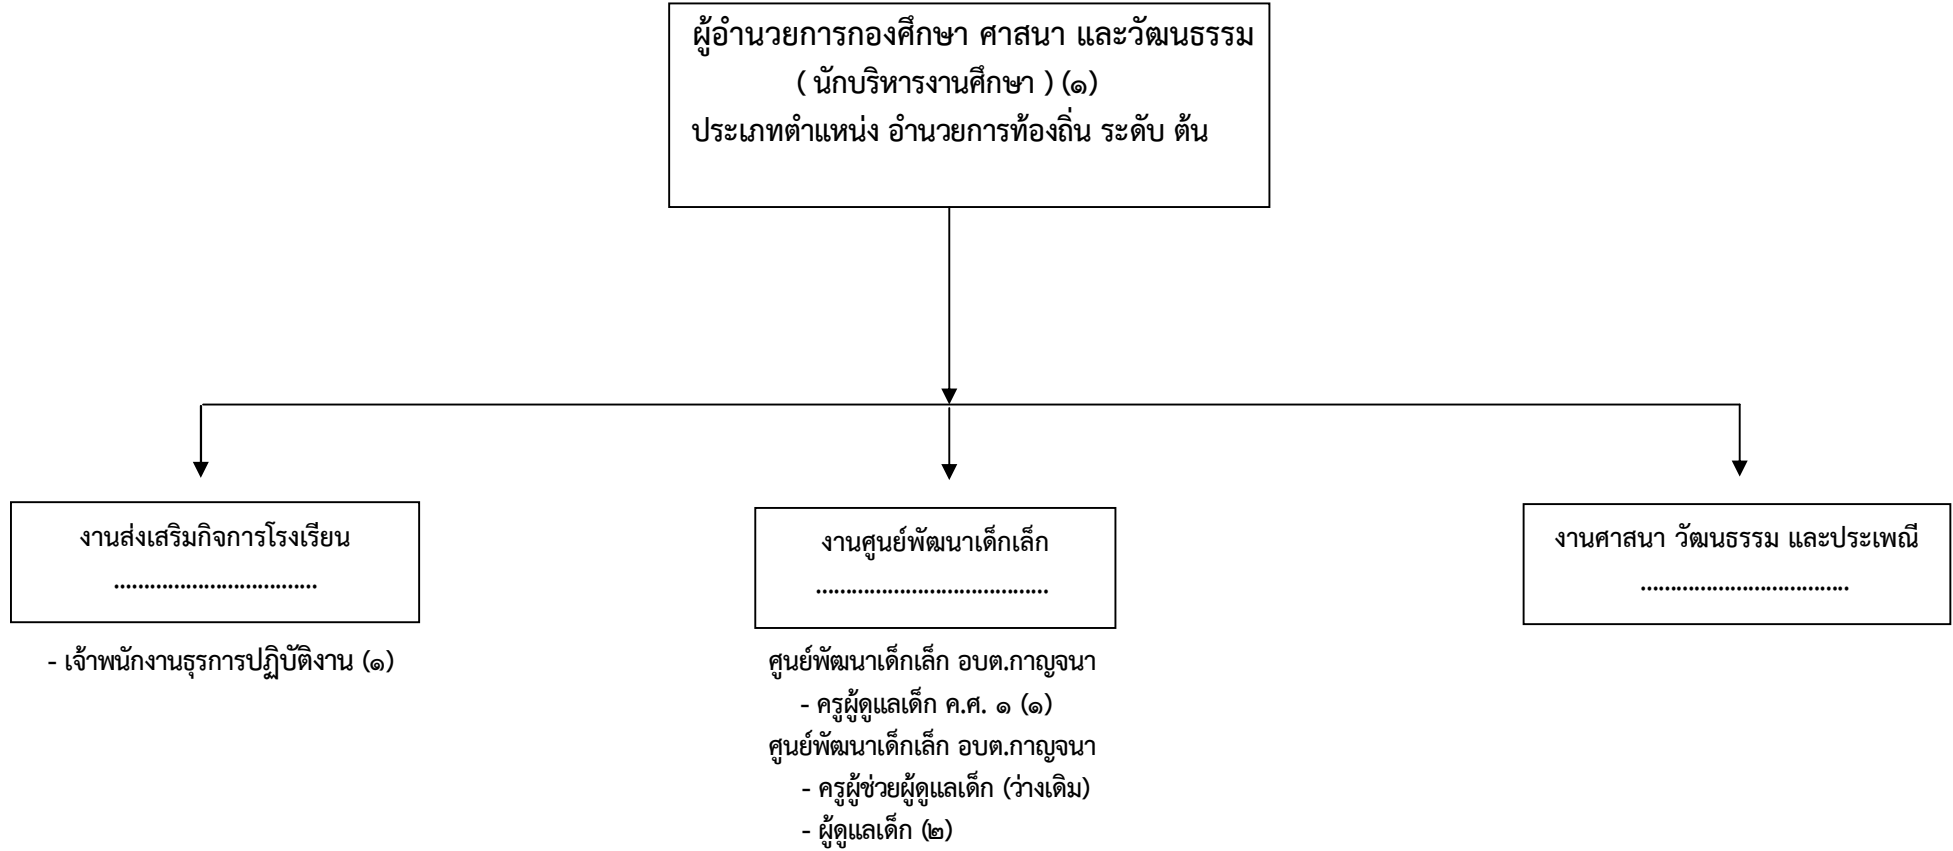 ผู้อำนวยการกองศึกษา ศาสนา และวัฒนธรรม
( นักบริหารงานศึกษา ) (๑)
ประเภทตำแหน่ง อำนวยการท้องถิ่น ระดับ ต้น
งานส่งเสริมกิจการโรงเรียน
..................................
- เจ้าพนักงานธุรการปฏิบัติงาน (๑)
งานศูนย์พัฒนาเด็กเล็ก
.......................................
ศูนย์พัฒนาเด็กเล็ก อบต.กาญจนา
- ครูผู้ดูแลเด็ก ค.ศ. ๑ (๑)
ศูนย์พัฒนาเด็กเล็ก อบต.กาญจนา
- ครูผู้ช่วยผู้ดูแลเด็ก (ว่างเดิม)
- ผู้ดูแลเด็ก (๒)
งานศาสนา วัฒนธรรม และประเพณี
...................................